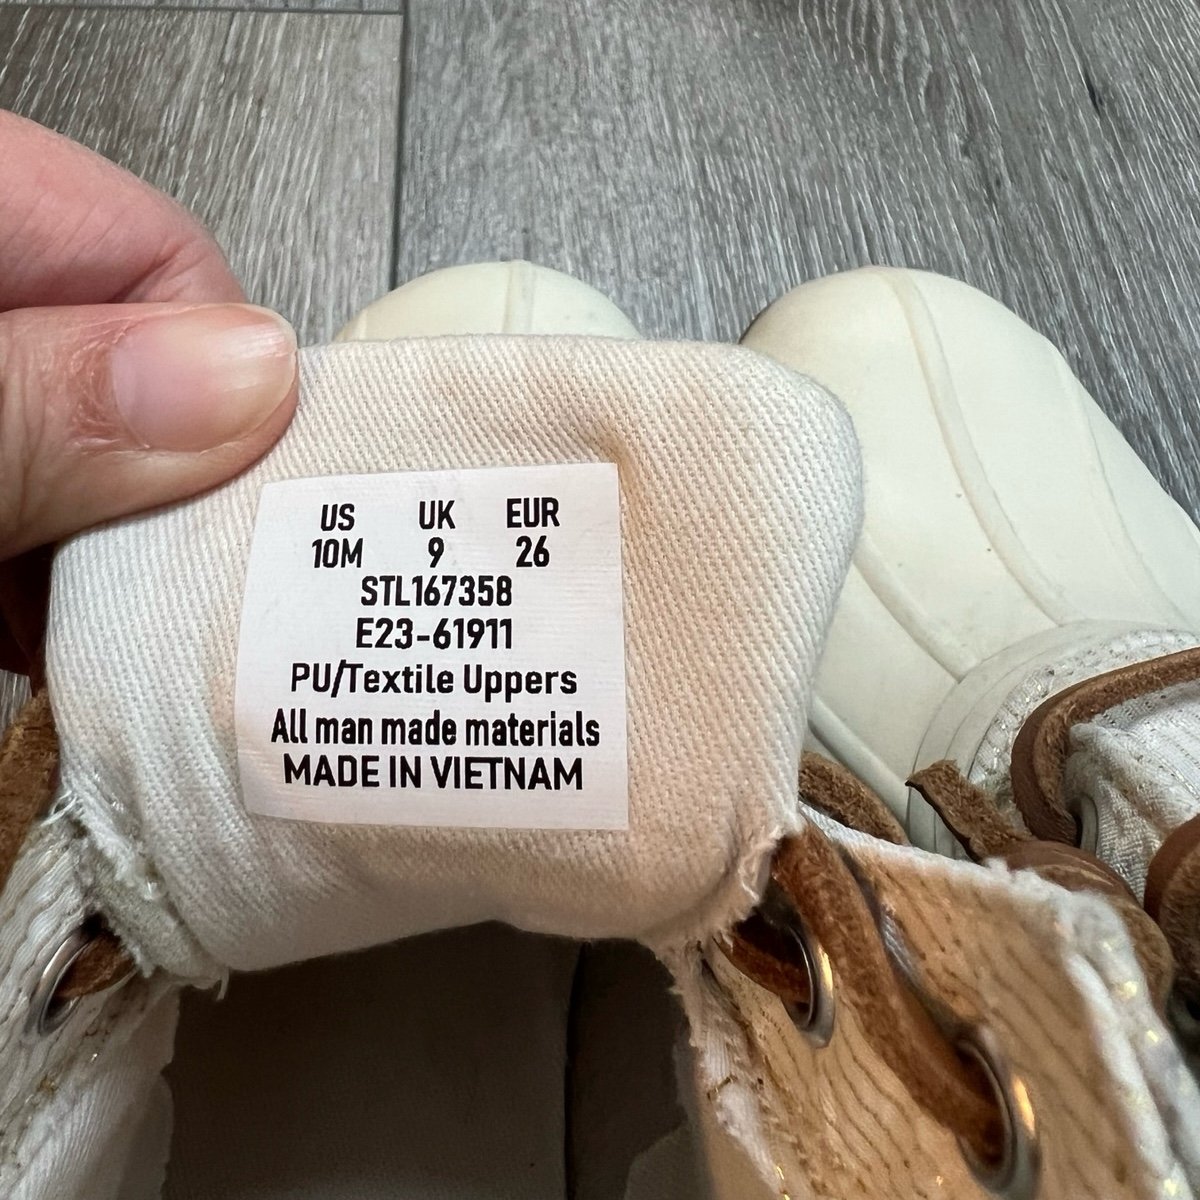 US UK EUR
10M 9 26
STL167358
E23-61911
PU/Textile Uppers
All man made materials
MADE IN VIETNAM